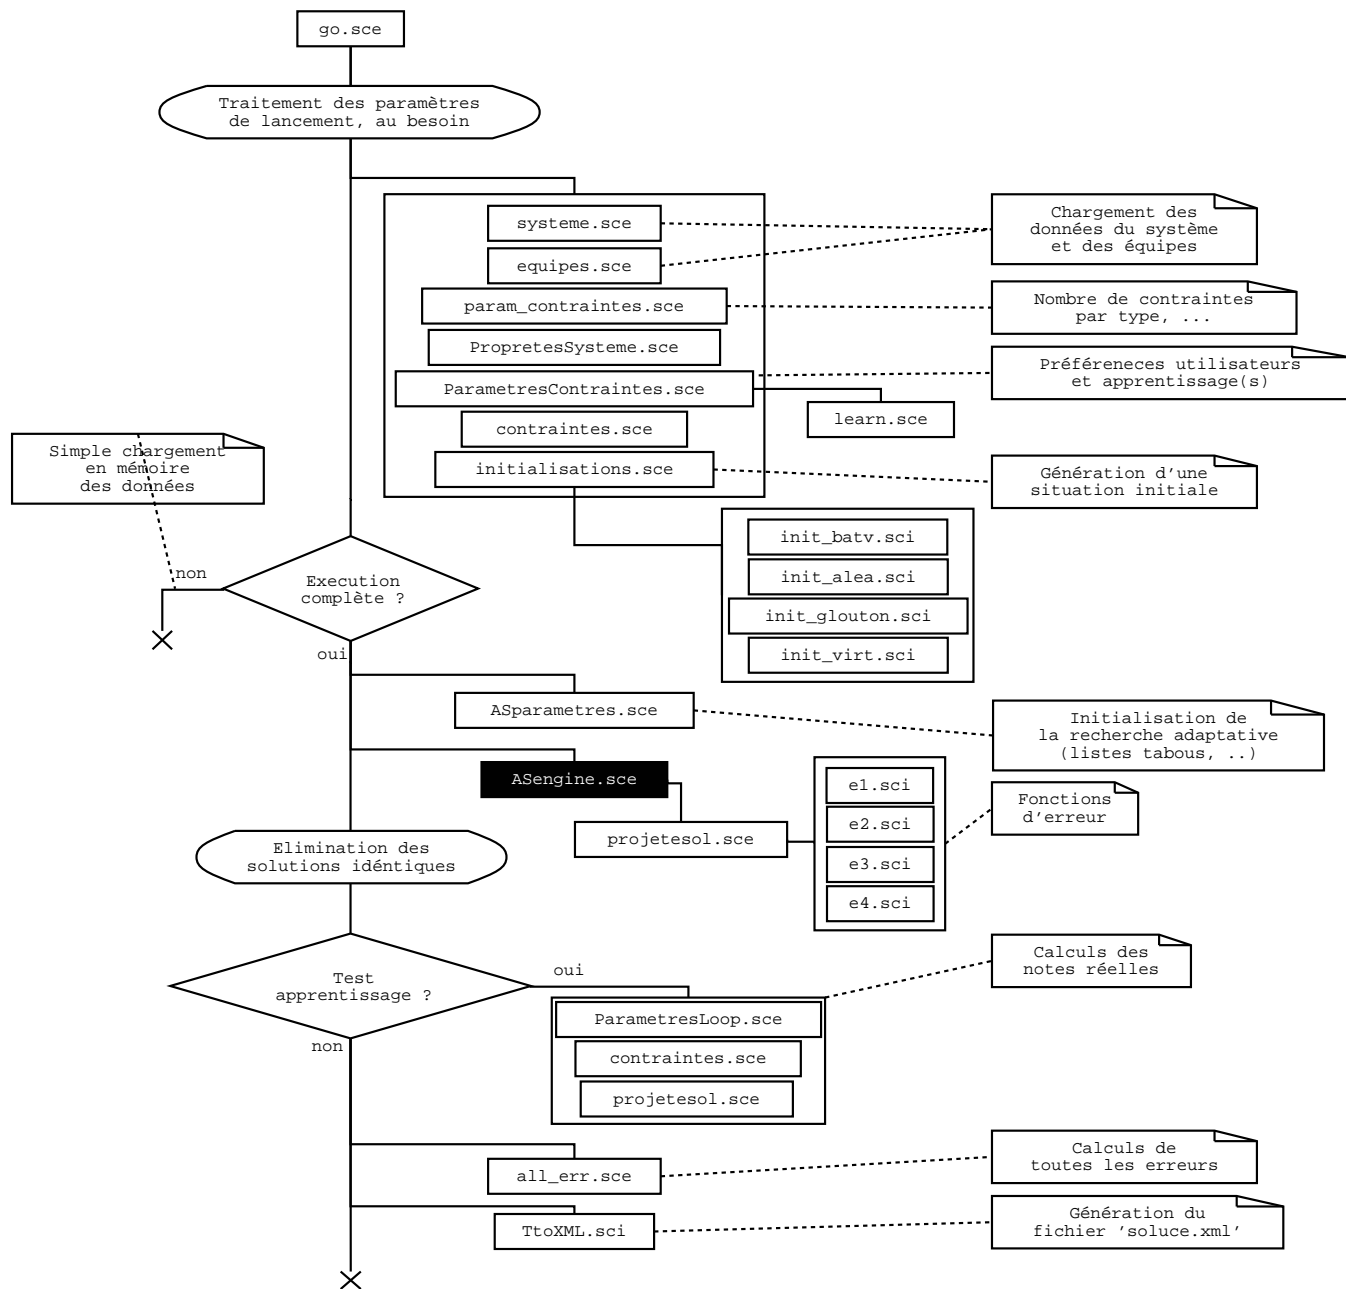 go.sce
Traitement des paramètres
de lancement, au besoin
systeme.sce
Chargement des
données du système
et des équipes
equipes.sce
param_contraintes.sce
Nombre de contraintes
par type, ...
PropretesSysteme.sce
ParametresContraintes.sce
Préféreneces utilisateurs
et apprentissage(s)
learn.sce
contraintes.sce
initialisations.sce
Simple chargement
en mémoire
des données
Génération d'une
situation initiale
init_batv.sci
init_alea.sci
init_glouton.sci
init_virt.sci
non
Execution
complète ?
oui
ASparametres.sce
Initialisation de
la recherche adaptative
(listes tabous, ..)
ASengine.sce
projetesol.sce
e1.sci
e2.sci
e3.sci
e4.sci
Fonctions
d'erreur
Elimination des
solutions idéntiques
Test
apprentissage ?
oui
Calculs des
notes réelles
ParametresLoop.sce
contraintes.sce
projetesol.sce
non
all_err.sce
Calculs de
toutes les erreurs
TtoXML.sci
Génération du
fichier 'soluce.xml'